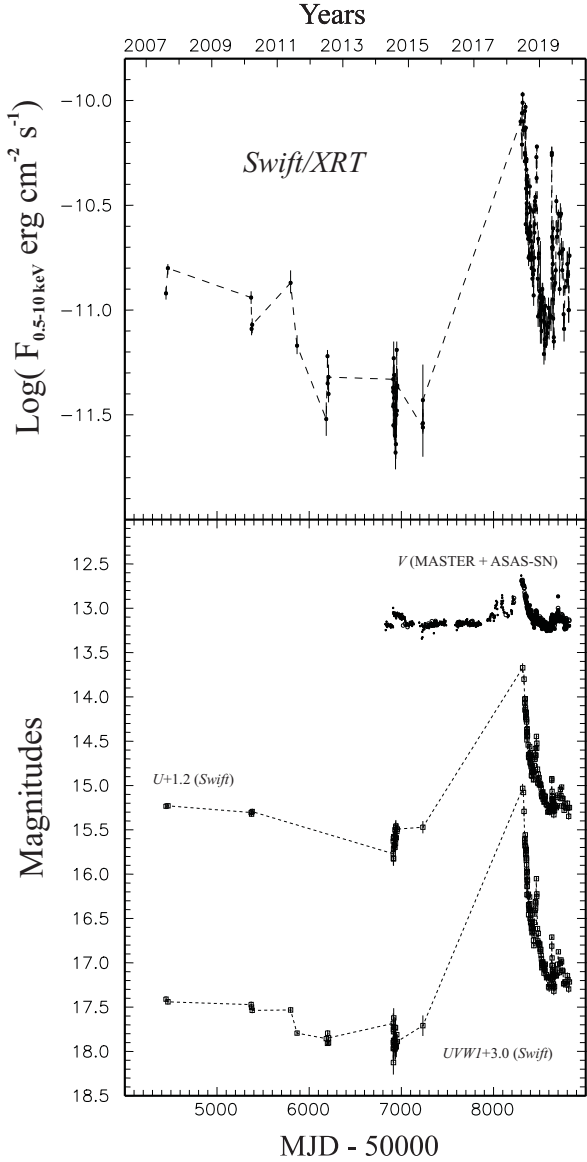 Years
2007 2009 2011 2013 2015 2017 2019
-10.0
-10.5
-11.0
-11.5
Log( F0.5-10 keV erg cm-2 s-1)
Swift/XRT
12.5
13.0
13.5
14.0
14.5
15.0
15.5
16.0
16.5
17.0
17.5
18.0
18.5
Magnitudes
V (MASTER + ASAS-SN)
U+1.2 (Swift)
UVW1+3.0 (Swift)
5000 6000 7000 8000
MJD - 50000